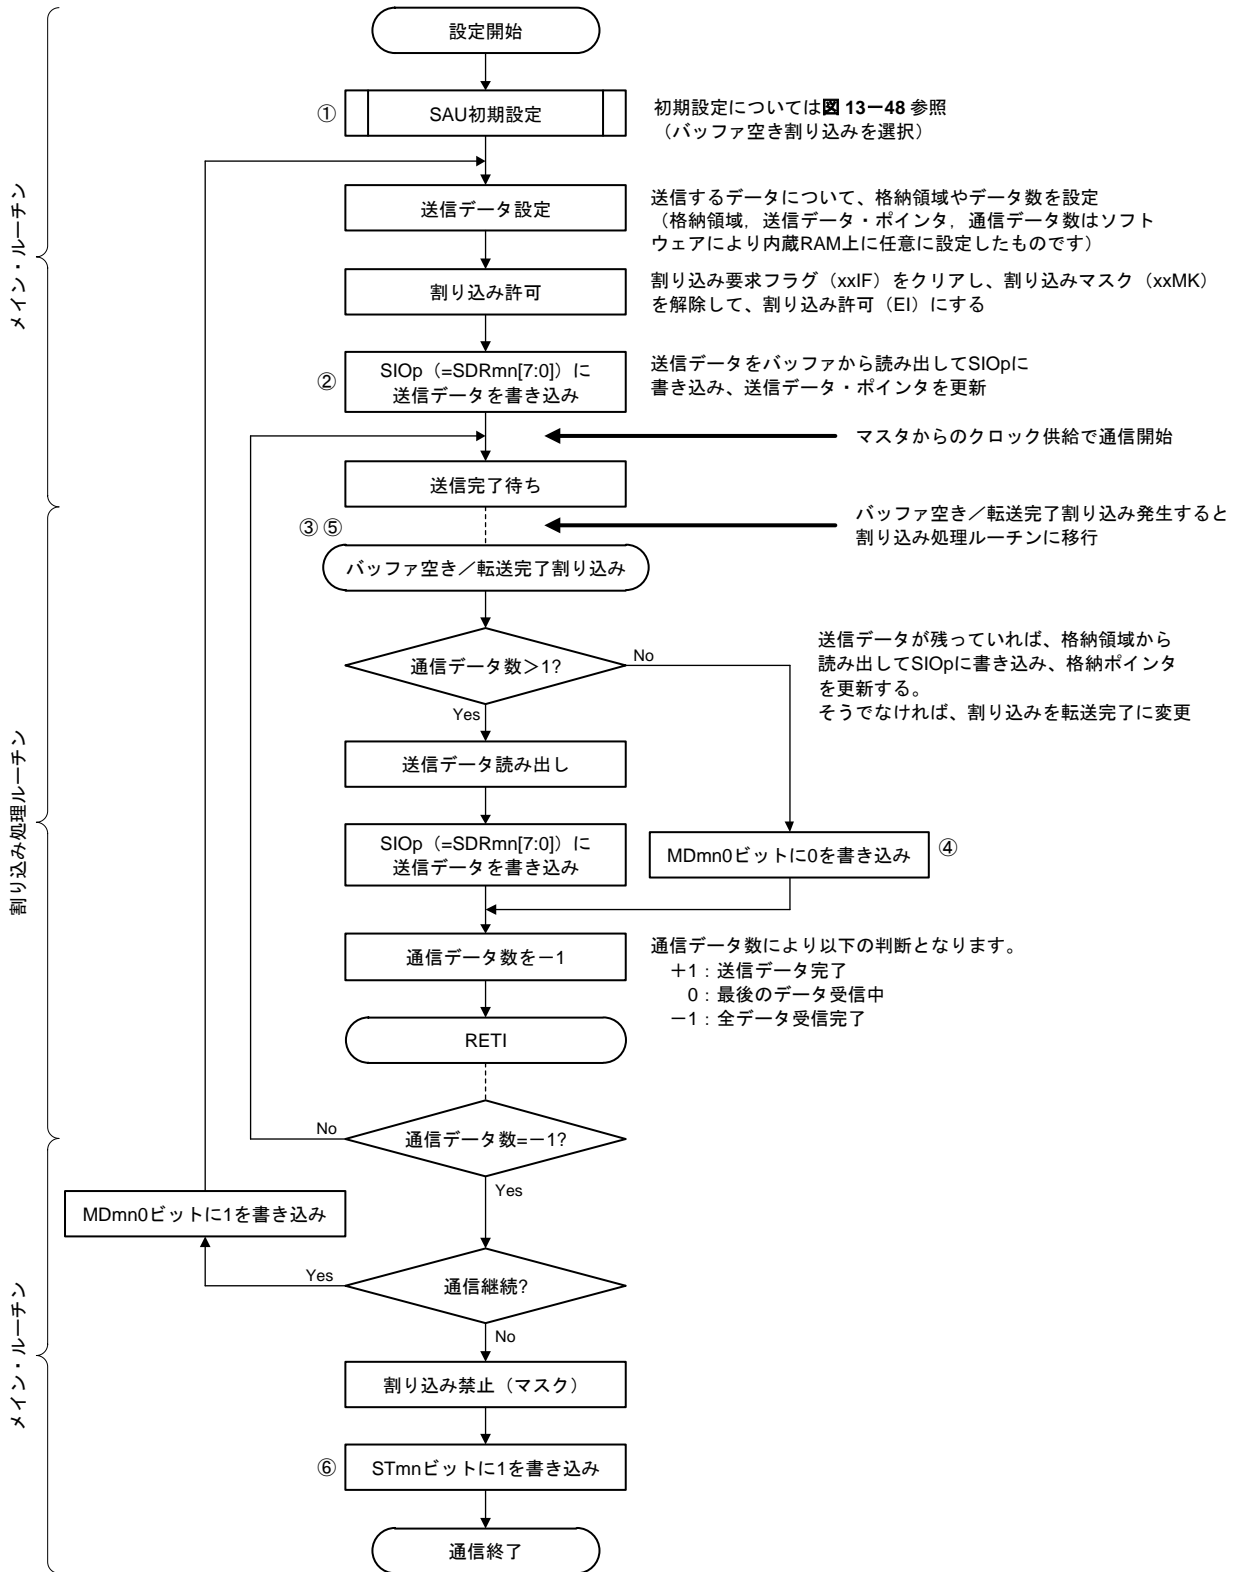 設定開始
①
SAU初期設定
初期設定については図 13－48 参照
（バッファ空き割り込みを選択）
メイン・ルーチン
送信データ設定
送信するデータについて、格納領域やデータ数を設定
（格納領域，送信データ・ポインタ，通信データ数はソフト
ウェアにより内蔵RAM上に任意に設定したものです）
割り込み許可
割り込み要求フラグ（xxIF）をクリアし、割り込みマスク（xxMK）
を解除して、割り込み許可（EI）にする
②
SIOp（=SDRmn[7:0]）に
送信データを書き込み
送信データをバッファから読み出してSIOpに
書き込み、送信データ・ポインタを更新
マスタからのクロック供給で通信開始
送信完了待ち
③ ⑤
バッファ空き／転送完了割り込み発生すると
割り込み処理ルーチンに移行
バッファ空き／転送完了割り込み
割り込み処理ルーチン
通信データ数＞1?
No
Yes
送信データが残っていれば、格納領域から
読み出してSIOpに書き込み、格納ポインタ
を更新する。
そうでなければ、割り込みを転送完了に変更
送信データ読み出し
SIOp（=SDRmn[7:0]）に
送信データを書き込み
MDmn0ビットに0を書き込み
④
通信データ数を－1
通信データ数により以下の判断となります。
＋1：送信データ完了
0：最後のデータ受信中
－1：全データ受信完了
RETI
通信データ数=－1?
No
Yes
MDmn0ビットに1を書き込み
メイン・ルーチン
通信継続?
Yes
No
割り込み禁止（マスク）
⑥
STmnビットに1を書き込み
通信終了